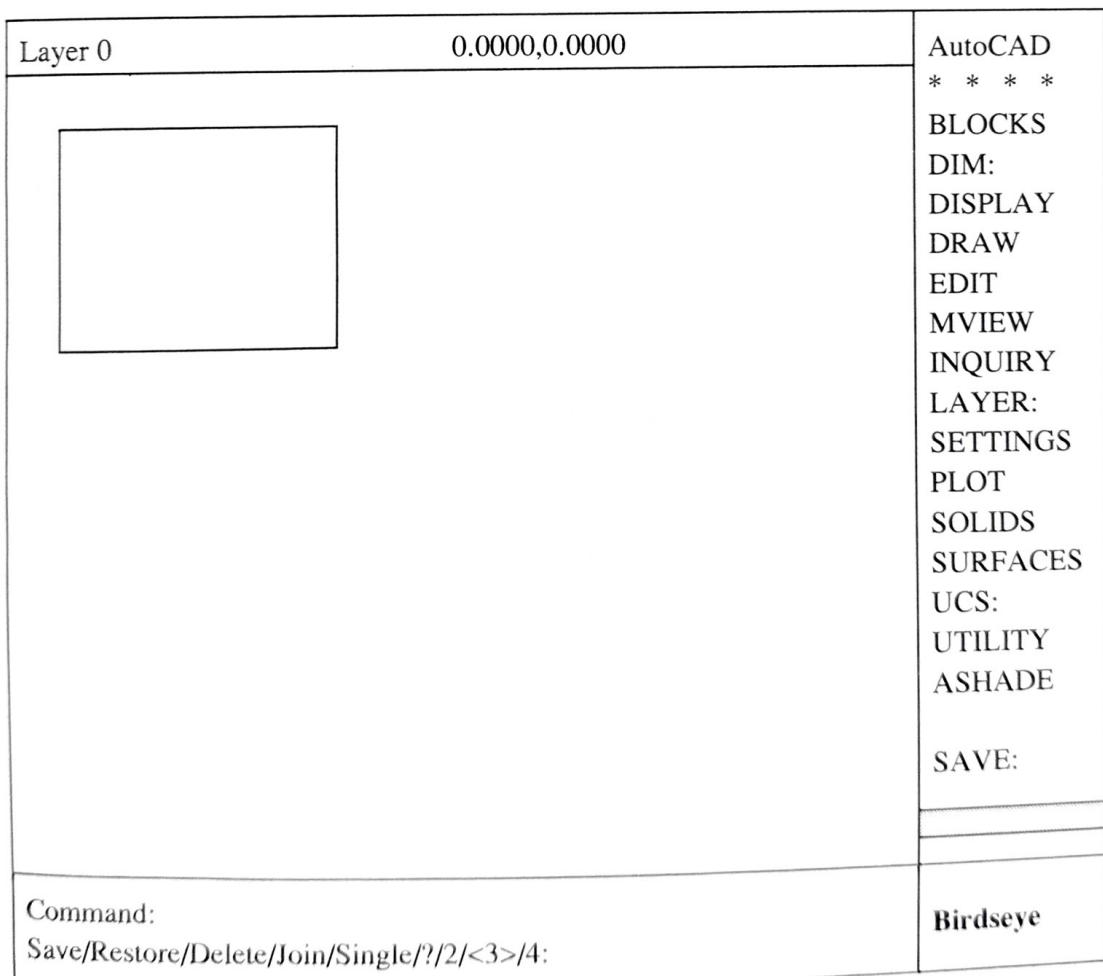 Layer 0 0.0000,0.0000
AutoCAD
* * * *
BLOCKS
DIM:
DISPLAY
DRAW
EDIT
MVIEW
INQUIRY
LAYER:
SETTINGS
PLOT
SOLIDS
SURFACES
UCS:
UTILITY
ASHADE
SAVE:
Command:
Save/Restore/Delete/Join/Single/?/2/<3>/4:
Birdseye